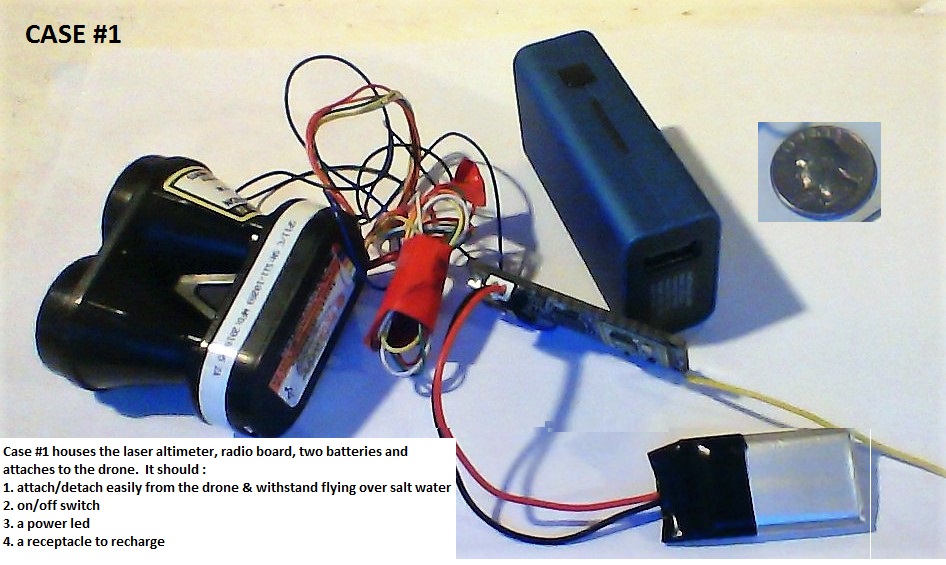 CASE #1
Case #1 houses the laser altimeter, radio board, two batteries and
attaches to the drone.  It should :
1. attach/detach easily from the drone & withstand flying over salt water
2. on/off switch
3. a power led
4. a receptacle to recharge